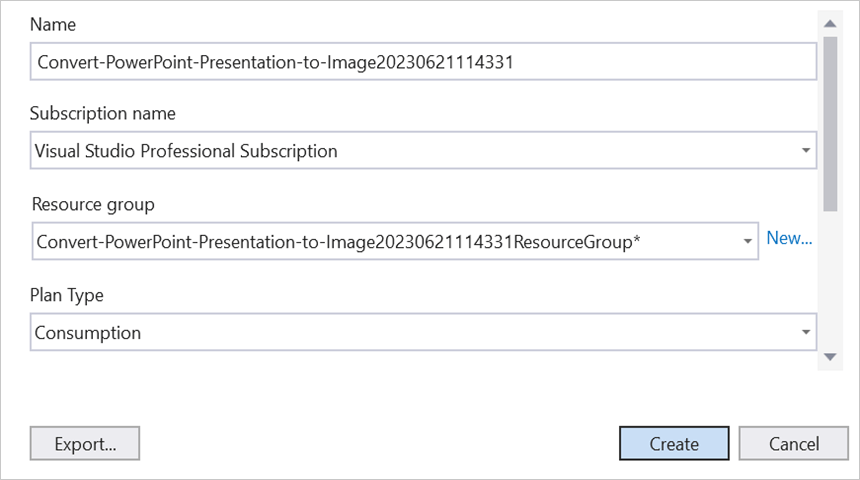 Name
Convert-PowerPoint-Presentation-to-Image20230621114331
Subscription name
Visual Studio Professional Subscription
Resource group
Convert-PowerPoint-Presentation-to-Image20230621114331ResourceGroup*
New...
Plan Type
Consumption
Export...
Create
Cancel